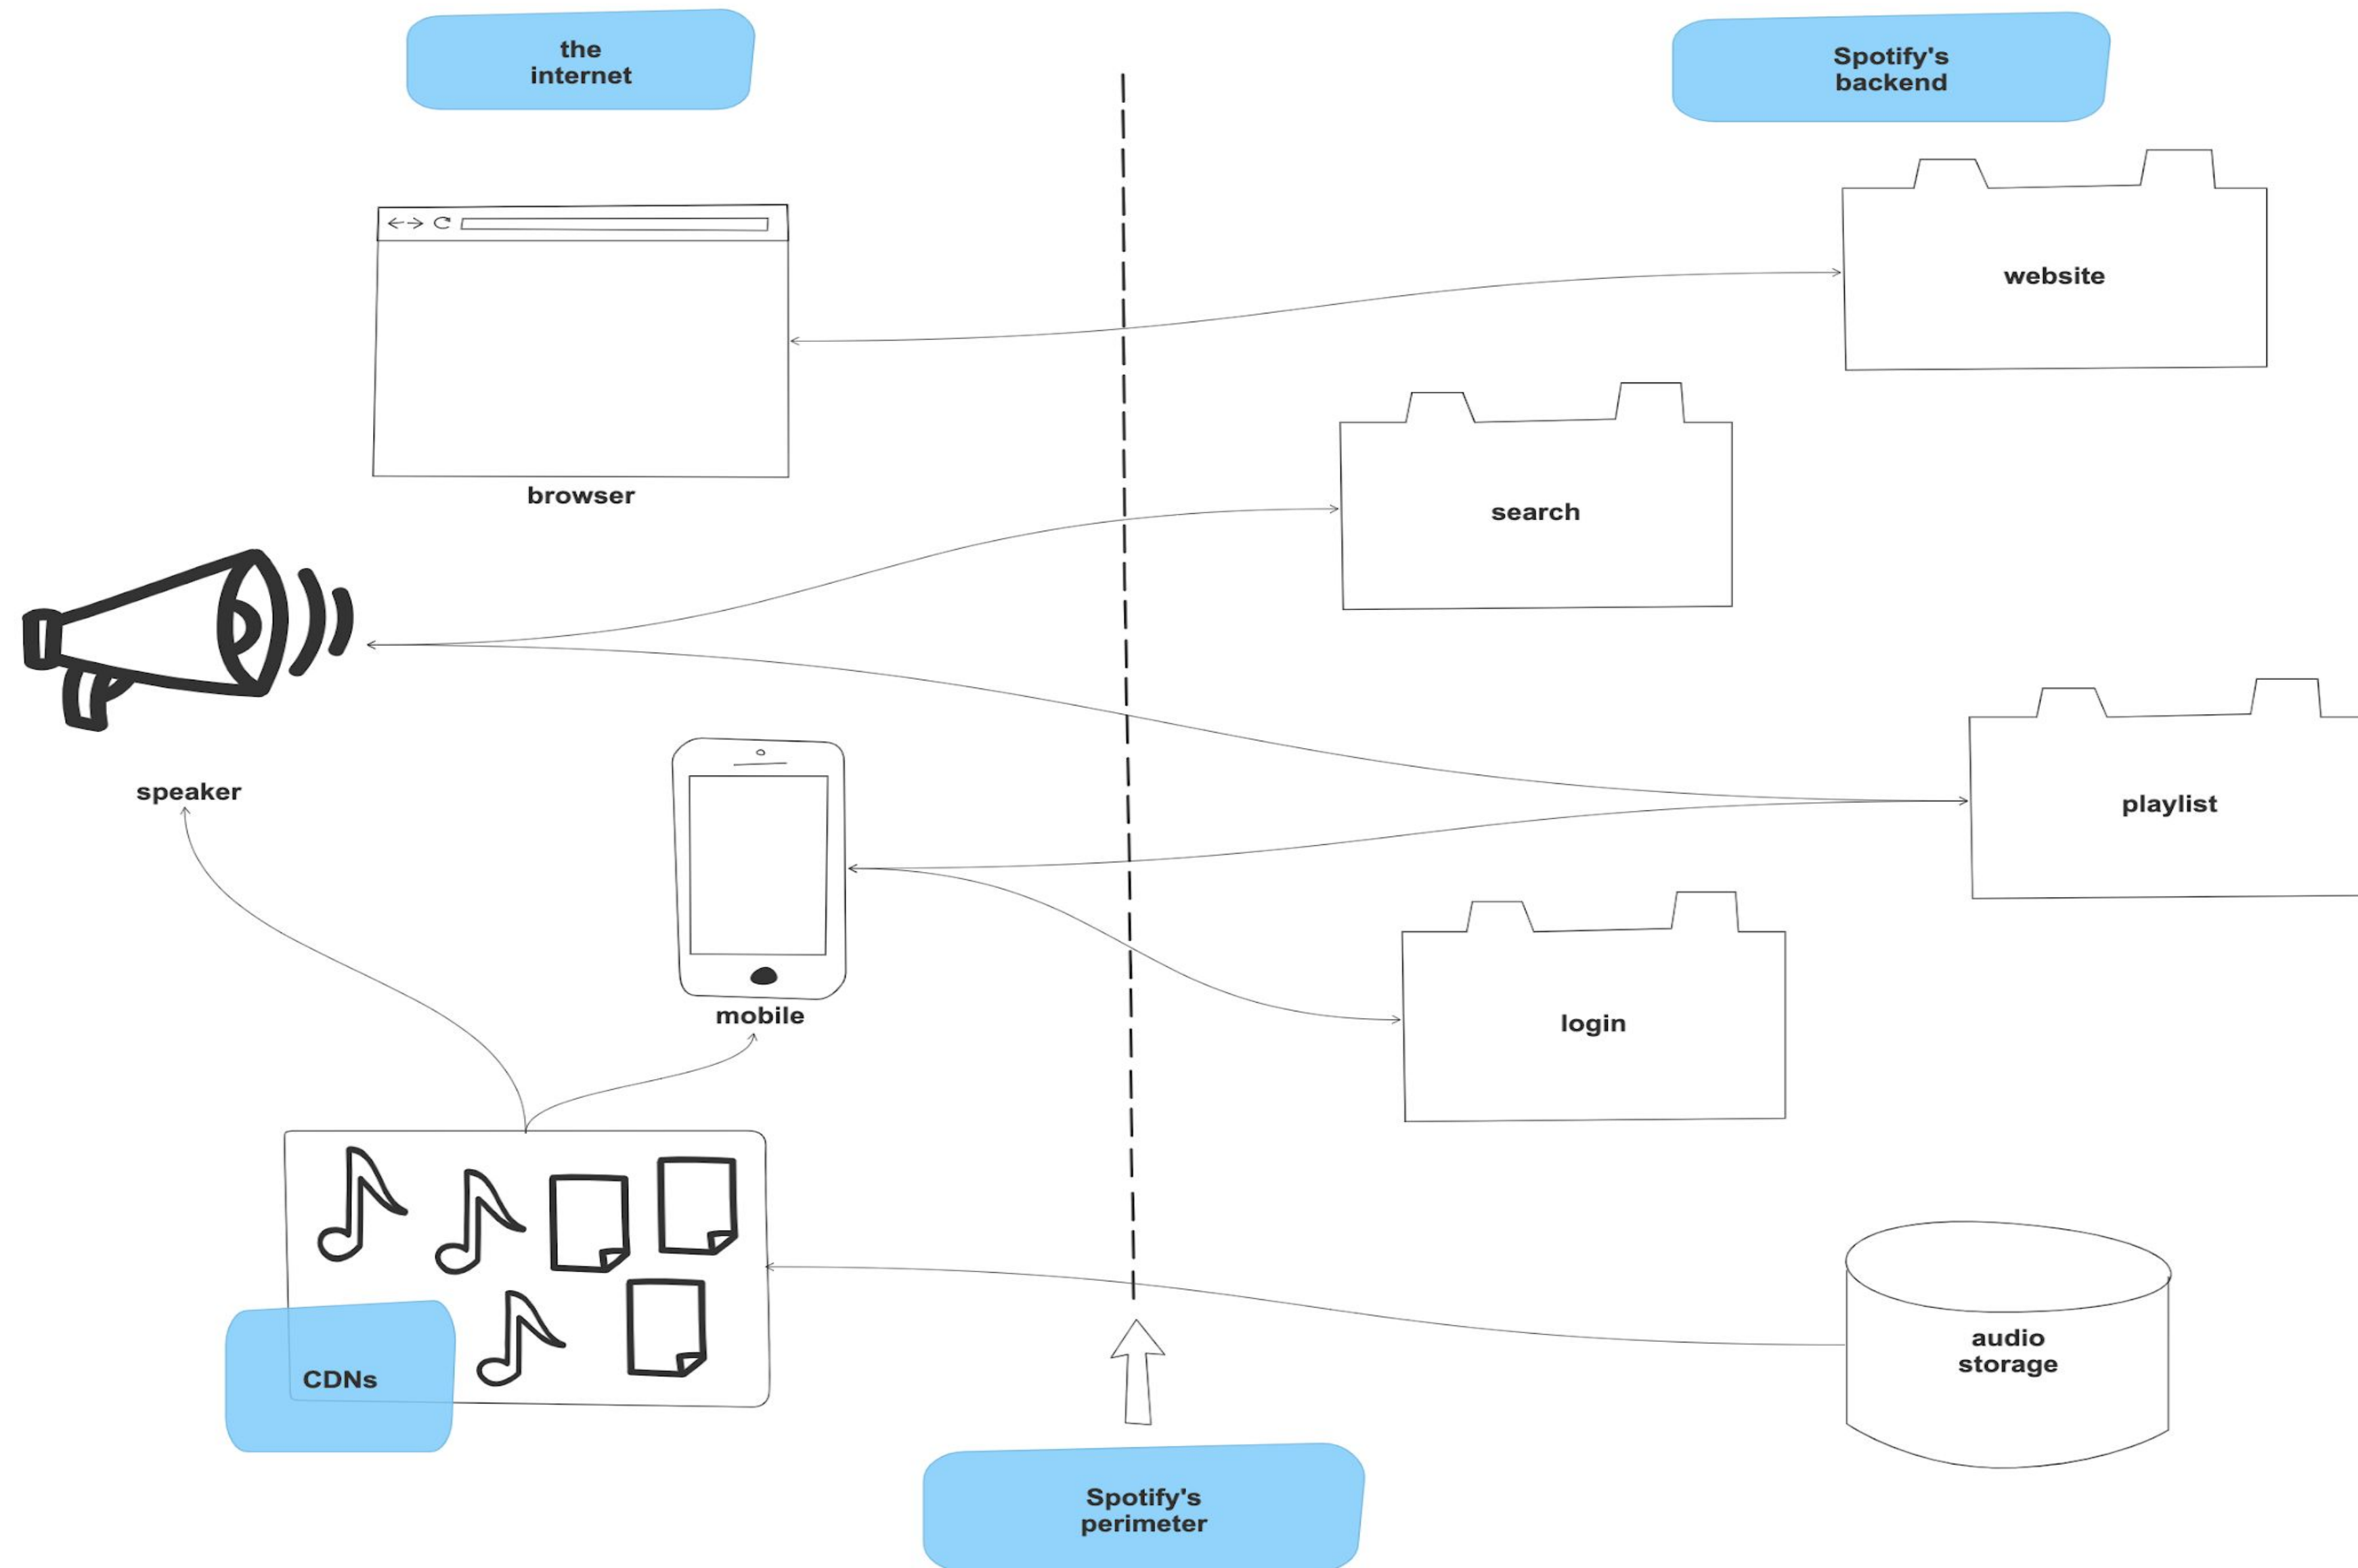 the
internet
Spotify's
backend
website
browser
search
speaker
playlist
mobile
login
CDNs
audio
storage
Spotify's
perimeter